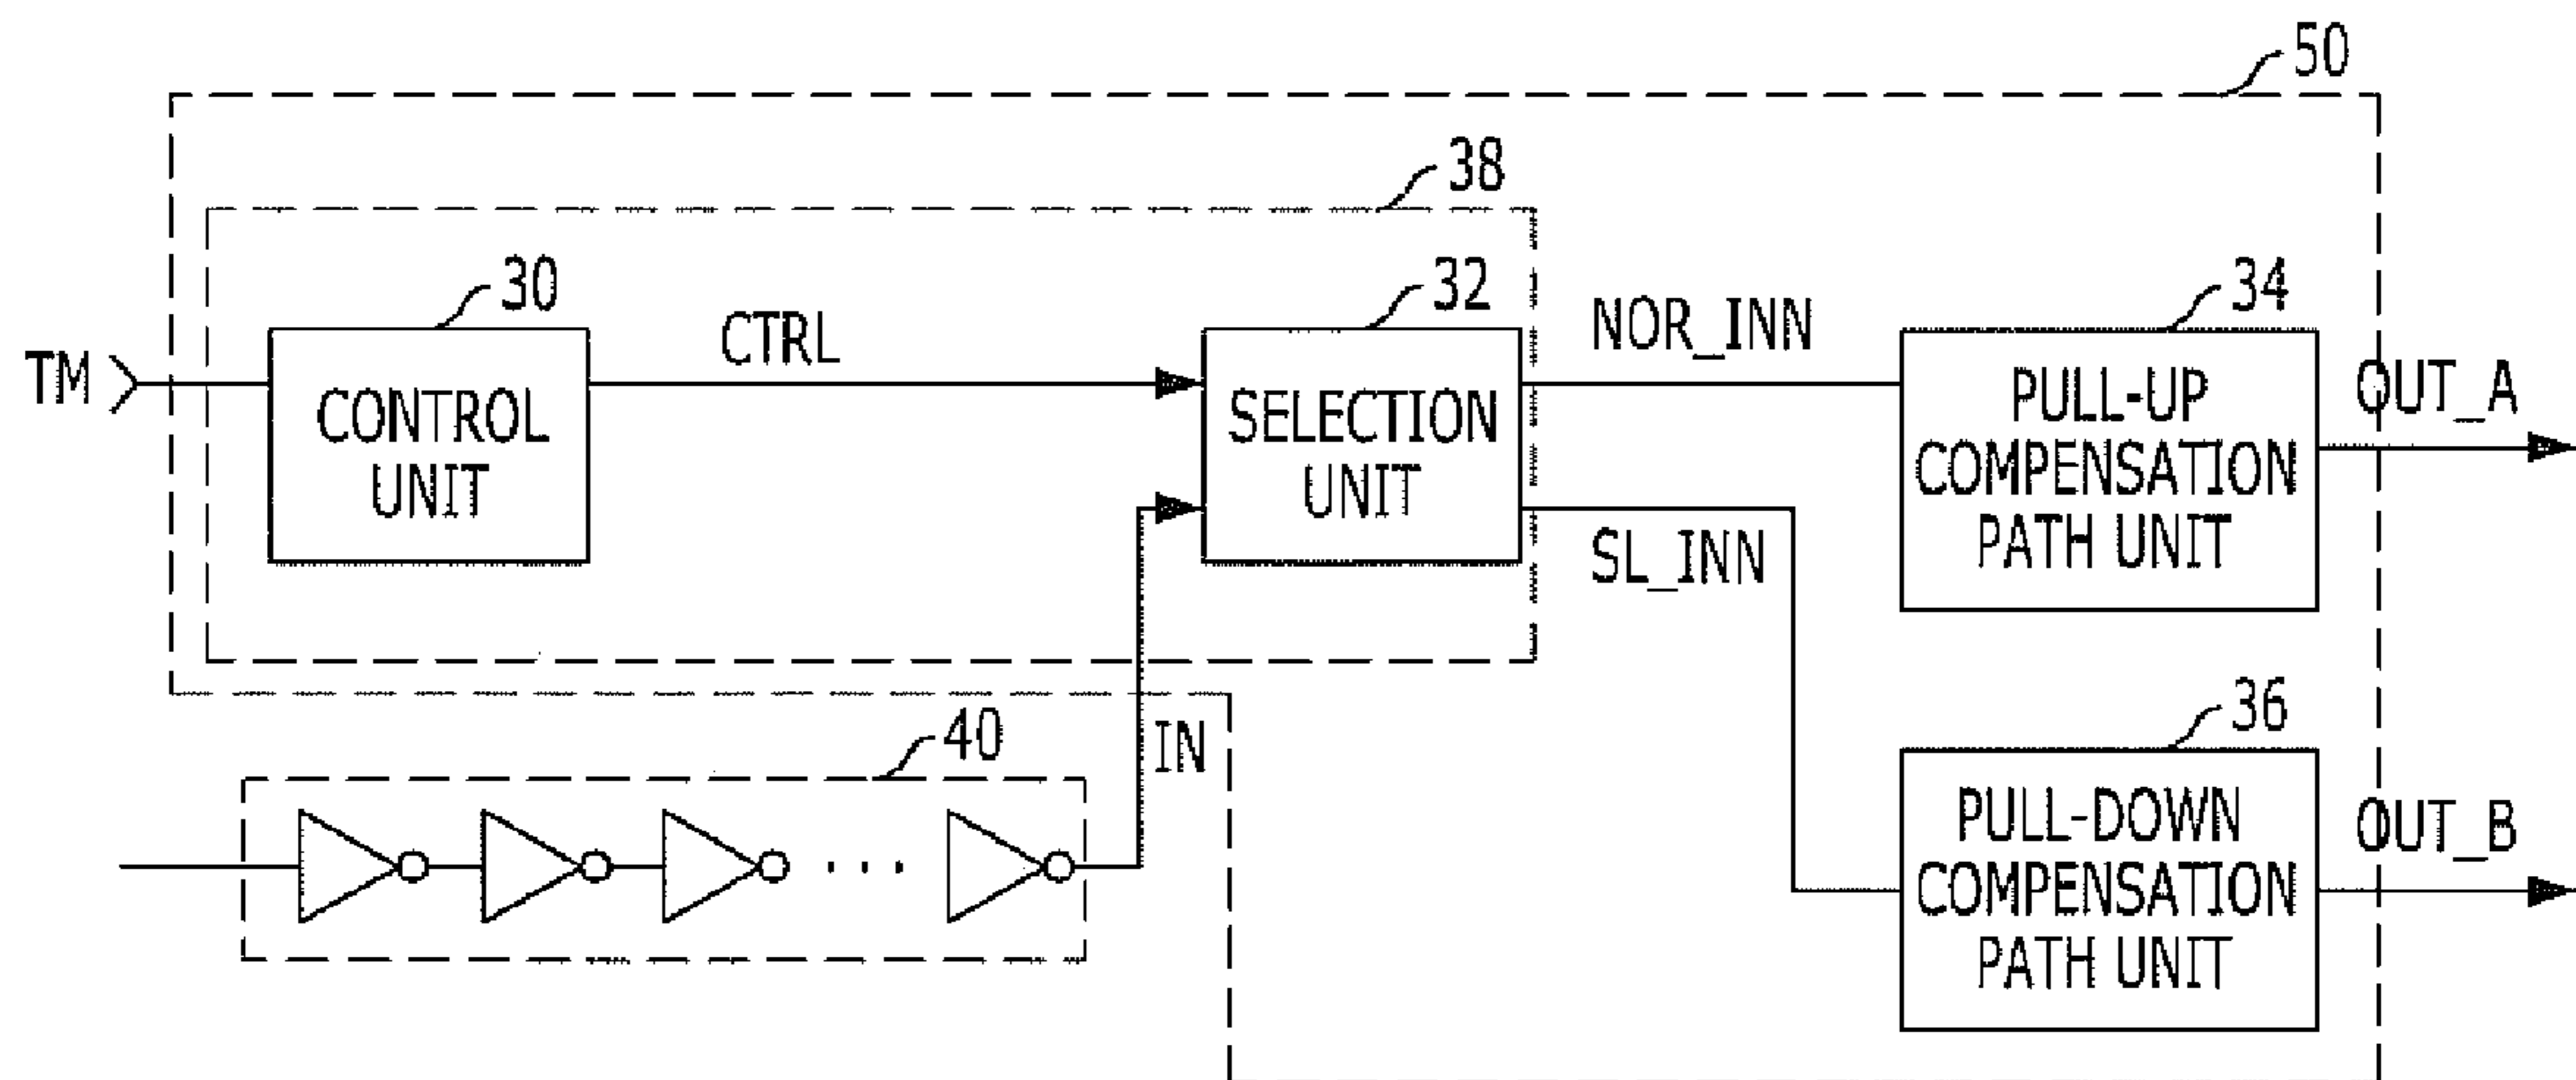 50
38
30
32
34
TM
CTRL
NOR_INN
OUT_A
CONTROL
UNIT
SELECTION
UNIT
PULL-UP
COMPENSATION
PATH UNIT
SL_INN
36
40
IN
PULL-DOWN
COMPENSATION
PATH UNIT
OUT_B